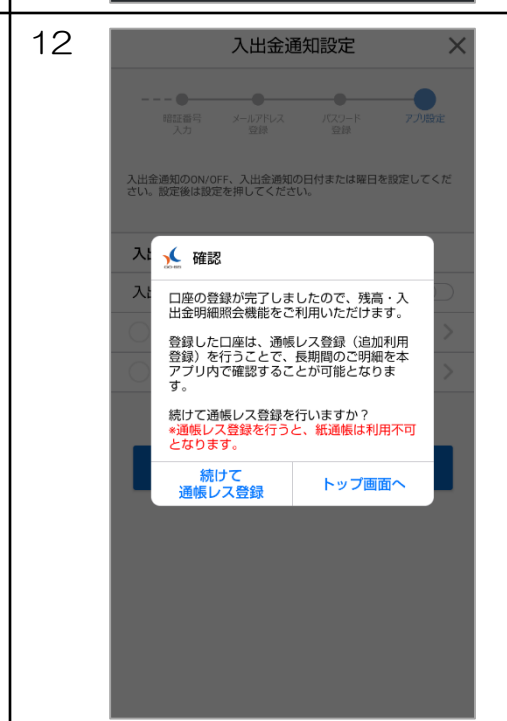 12
入出金通知設定
暗証番号
入力
メールアドレス
登録
パスワード
登録
アプリ設定
入出金通知のON/OFF、入出金通知の日付または曜日を設定してくだ
さい。設定後は設定を押してください。
入
入
確認
口座の登録が完了しましたので、残高・入
出金明細照会機能をご利用いただけます。
登録した口座は、通帳レス登録（追加利用
登録）を行うことで、長期間のご明細を本
アプリ内で確認することが可能となりま
す。
続けて通帳レス登録を行いますか？
※通帳レス登録を行うと、紙通帳は利用不可
となります。
続けて
通帳レス登録
トップ画面へ